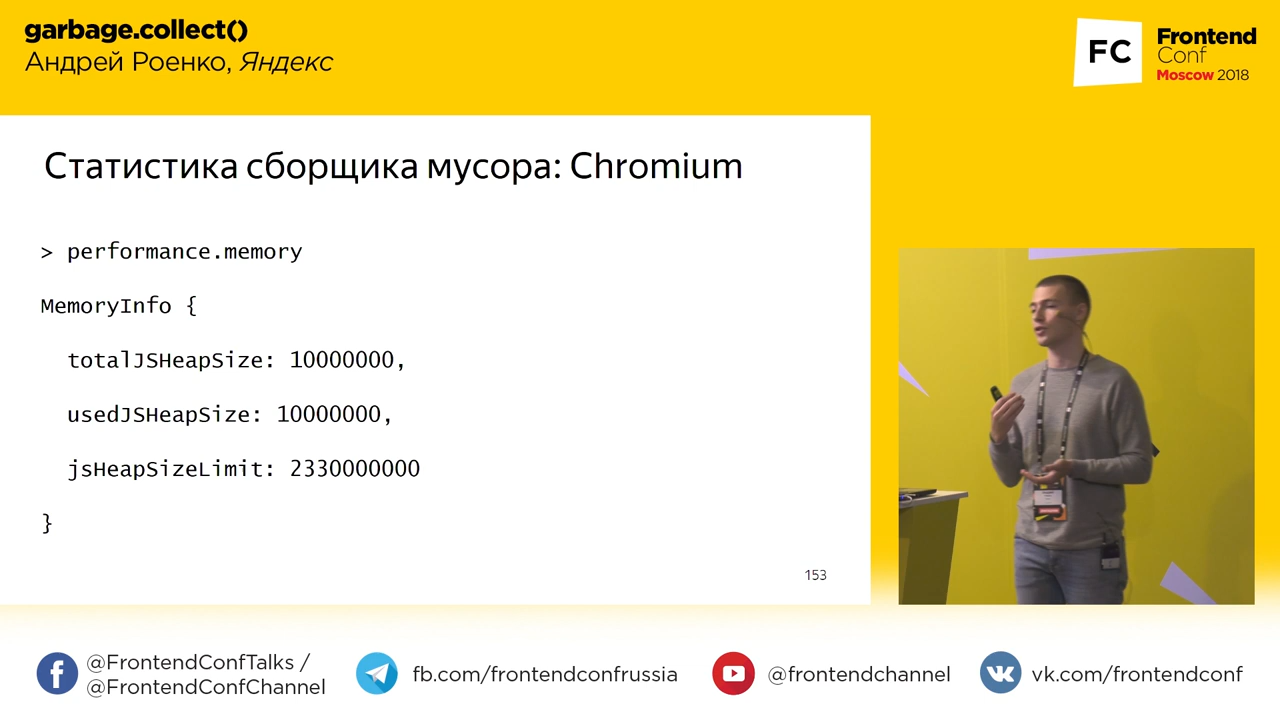 garbage.collect()
Андрей Роенко, Яндекс
FC
Frontend
Conf
Moscow 2018
Статистика сборщика мусора: Chromium
> performance.memory
MemoryInfo {
totalJSHeapSize: 10000000,
usedJSHeapSize: 10000000,
jsHeapSizeLimit: 2330000000
}
153
@FrontendConfTalks /
@FrontendConfChannel
fb.com/frontendconfrussia
@frontendchannel
vk.com/frontendconf